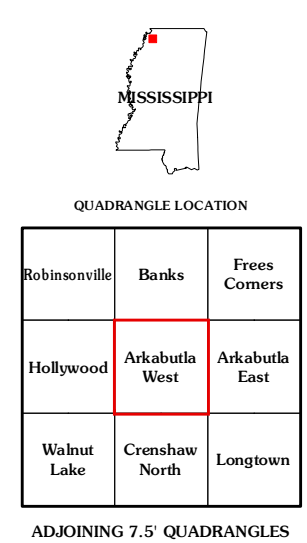 MISSISSIPPI
QUADRANGLE LOCATION
Robinsonville
Banks
Frees
Corners
Hollywood
Arkabutla
West
Arkabutla
East
Walnut
Lake
Crenshaw
North
Longtown
ADJOINING 7.5' QUADRANGLES